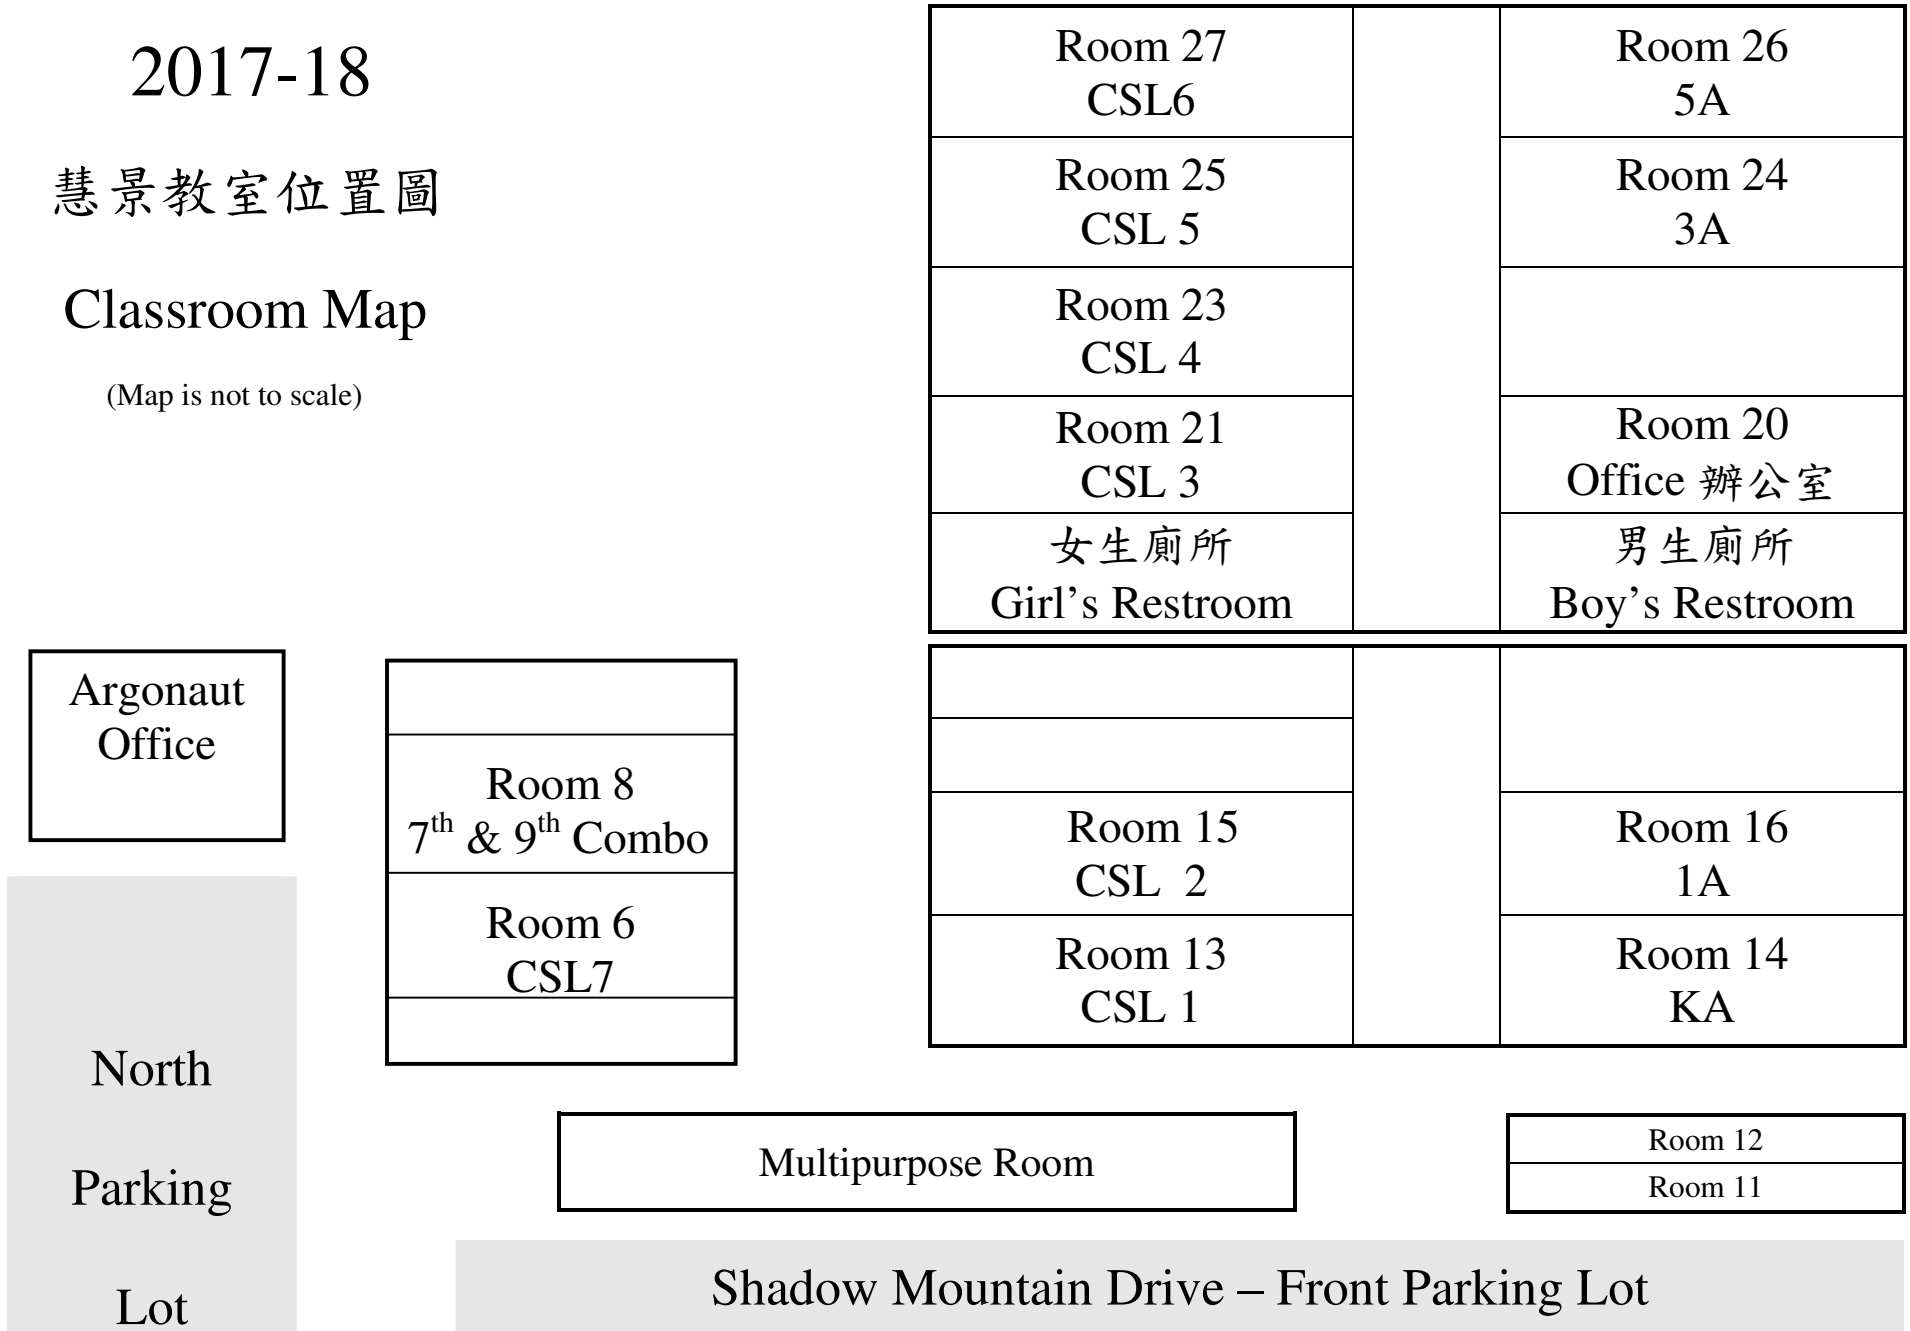 2017-18
慧景教室位置圖
Classroom Map
(Map is not to scale)
Room 27
CSL6
Room 26
5A
Room 25
CSL 5
Room 24
3A
Room 23
CSL 4
Room 21
CSL 3
Room 20
Office 辦公室
女生廁所
Girl’s Restroom
男生廁所
Boy’s Restroom
Argonaut
Office
Room 8
7th & 9th Combo
Room 6
CSL7
Room 15
CSL 2
Room 16
1A
Room 13
CSL 1
Room 14
KA
North
Parking
Lot
Multipurpose Room
Room 12
Room 11
Shadow Mountain Drive – Front Parking Lot